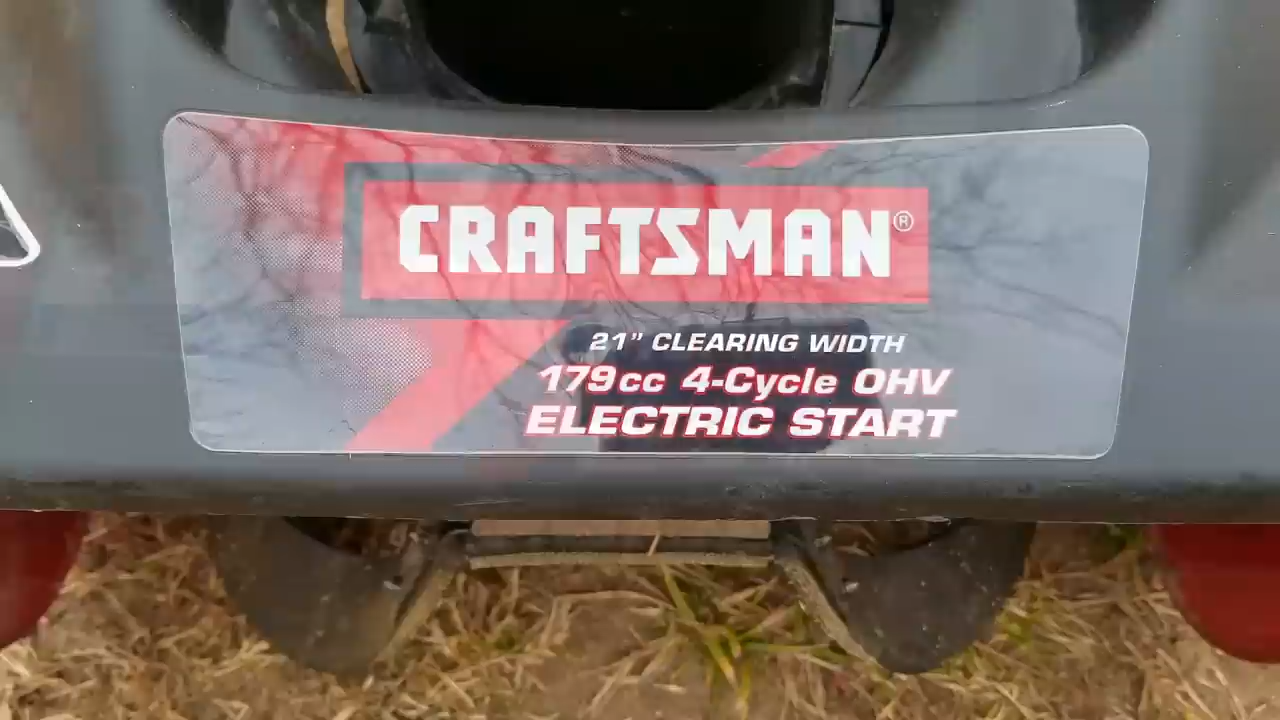 CRAFTSMAN®
21” CLEARING WIDTH
179cc 4-Cycle OHV
ELECTRIC START